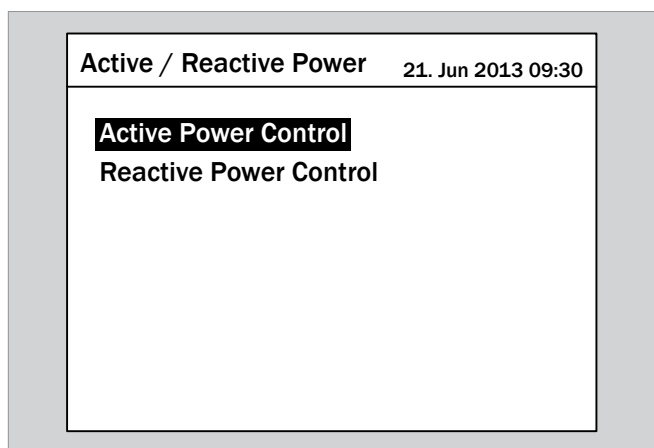 Active / Reactive Power 21. Jun 2013 09:30
Active Power Control
Reactive Power Control